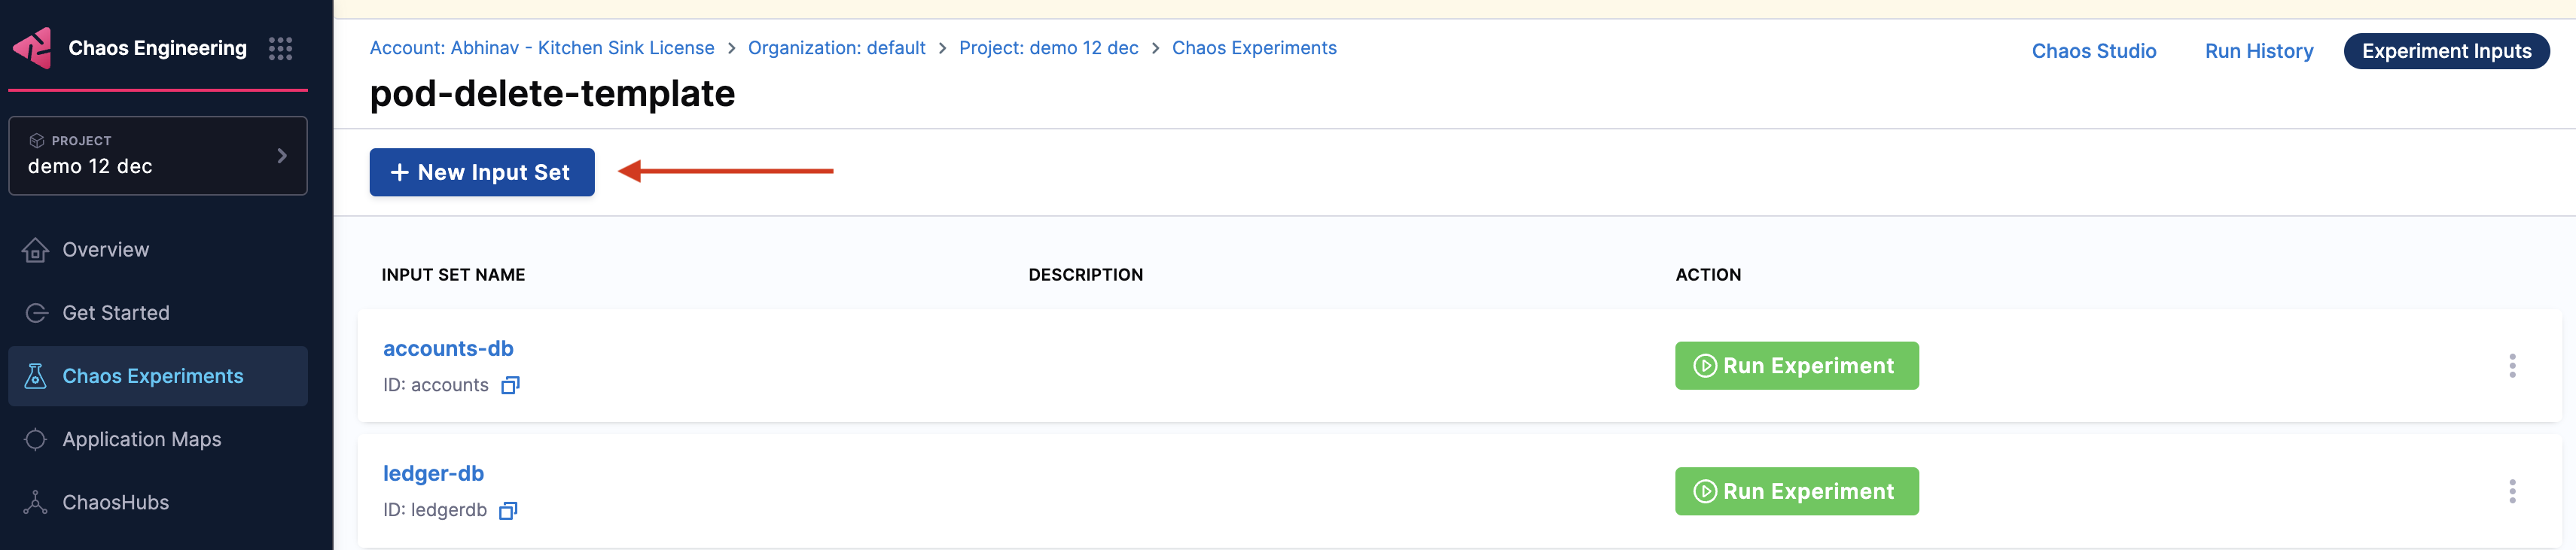 Chaos Engineering
PROJECT
demo 12 dec
Overview
Get Started
Chaos Experiments
Application Maps
ChaosHubs
Account: Abhinav - Kitchen Sink License > Organization: default > Project: demo 12 dec > Chaos Experiments
pod-delete-template
Chaos Studio
Run History
Experiment Inputs
+ New Input Set
INPUT SET NAME DESCRIPTION ACTION
accounts-db
ID: accounts
Run Experiment
ledger-db
ID: ledgerdb
Run Experiment